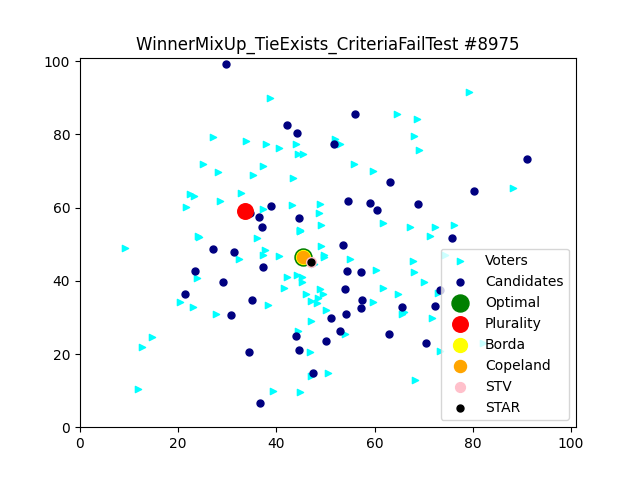 WinnerMixUp_TieExists_CriteriaFailTest #8975
100
80
60
40
20
0
0
20
40
60
80
100
Voters
Candidates
Optimal
Plurality
Borda
Copeland
STV
STAR